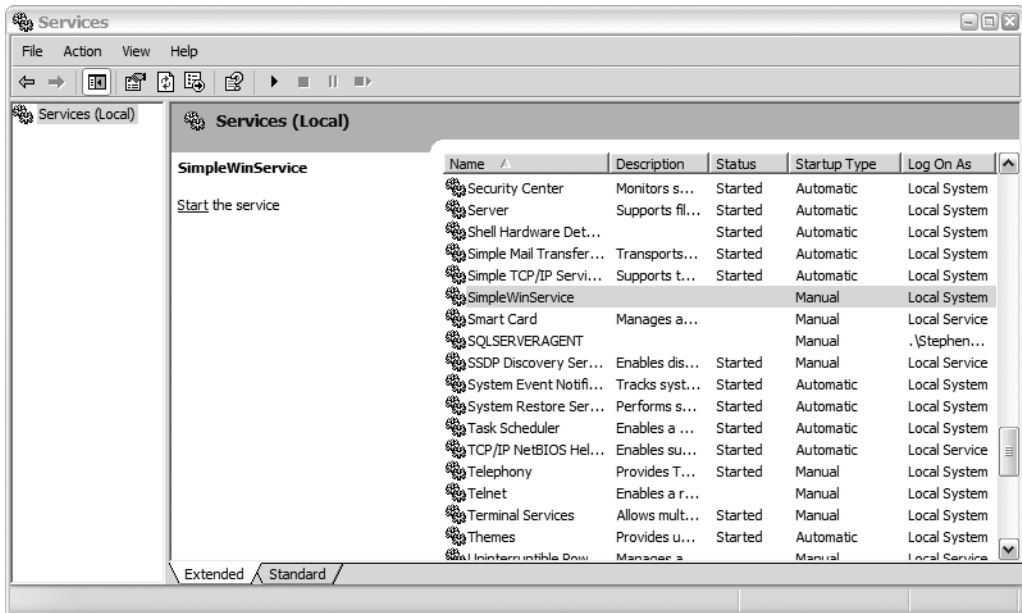 Services
File Action View Help
Services (Local)
Services (Local)
SimpleWinService
Start the service
Name Description Status Startup Type Log On As
Security Center Monitors s... Started Automatic Local System
Server Supports fil... Started Automatic Local System
Shell Hardware Det... Started Automatic Local System
Simple Mail Transfer... Transports... Started Automatic Local System
Simple TCP/IP Servi... Supports t... Started Automatic Local System
SimpleWinService Manual Local System
Smart Card Manages a... Manual Local Service
SQLSERVERAGENT Manual .\Stephen...
SSDP Discovery Ser... Enables dis... Started Manual Local Service
System Event Notifi... Tracks syst... Started Automatic Local System
System Restore Ser... Performs s... Started Automatic Local System
Task Scheduler Enables a ... Started Automatic Local System
TCP/IP NetBIOS Hel... Enables su... Started Automatic Local Service
Telephony Provides T... Started Manual Local System
Telnet Enables a r... Manual Local System
Terminal Services Allows mult... Started Manual Local System
Themes Provides u... Started Automatic Local System
Uninterruptible Pow Manages a Manual Local Service
Extended Standard